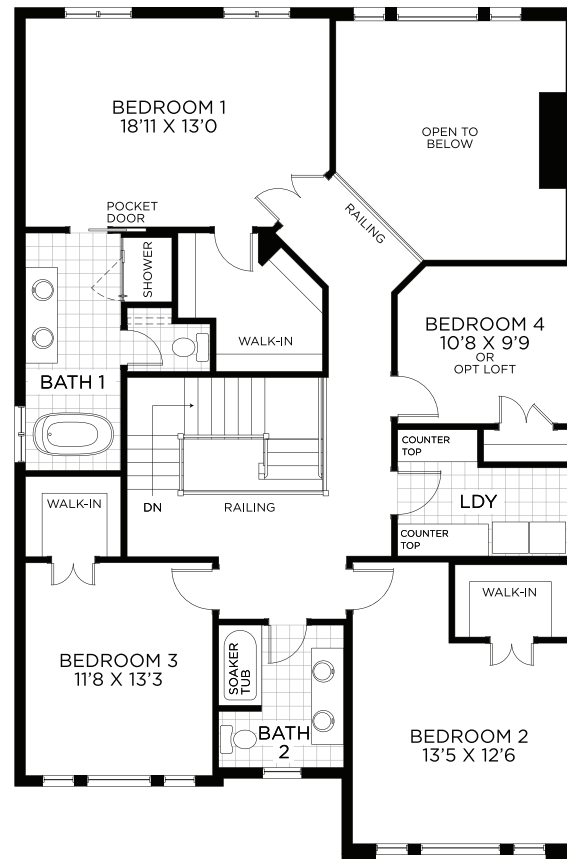 BEDROOM 1
18'11 X 13'0
OPEN TO
BELOW
POCKET
DOOR
RAILING
SHOWER
WALK-IN
BEDROOM 4
10'8 X 9'9
OR
OPT LOFT
BATH 1
COUNTER
TOP
LDY
WALK-IN
DN
RAILING
COUNTER
TOP
WALK-IN
BEDROOM 3
11'8 X 13'3
SOAKER
TUB
BATH
2
BEDROOM 2
13'5 X 12'6